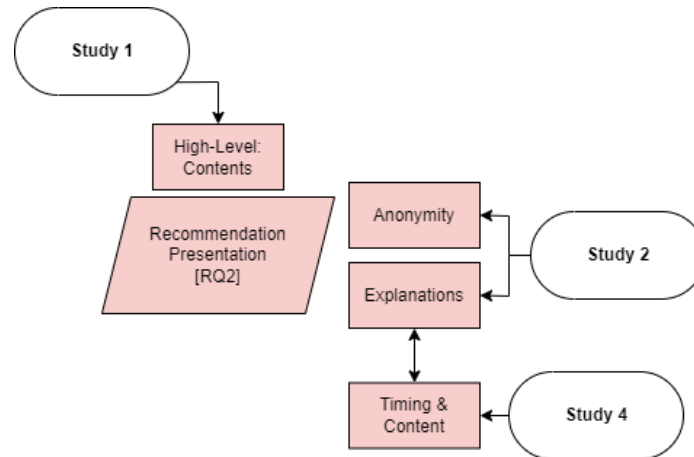 Study 1
High-Level:
Contents
Recommendation
Presentation
[RQ2]
Anonymity
Study 2
Explanations
Timing &
Content
Study 4